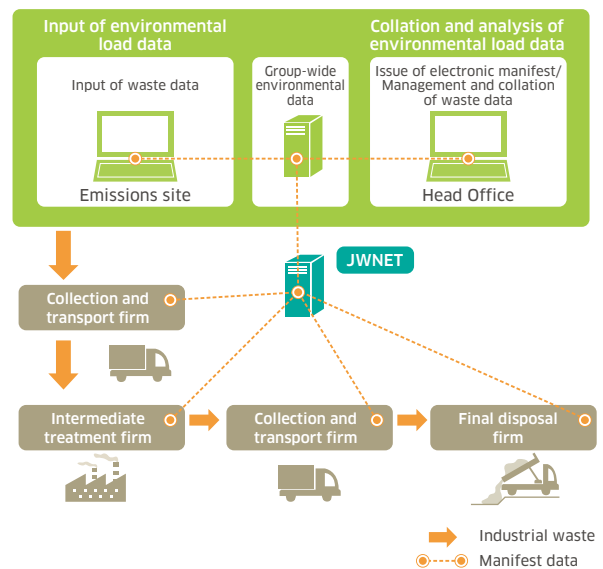 Input of environmental
load data
Collation and analysis of
environmental load data
Input of waste data
Group-wide
environmental
data
Issue of electronic manifest/
Management and collation
of waste data
Emissions site
Head Office
JWNET
Collection and
transport firm
Intermediate
treatment firm
Collection and
transport firm
Final disposal
firm
Industrial waste
Manifest data